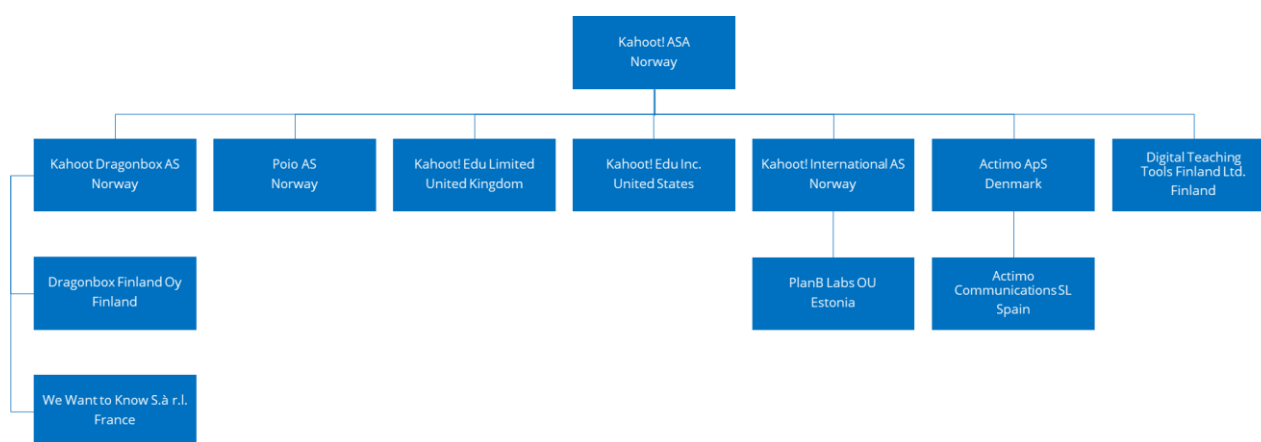 Kahoot! ASA
Norway
Kahoot Dragonbox AS
Norway
Poio AS
Norway
Kahoot! Edu Limited
United Kingdom
Kahoot! Edu Inc.
United States
Kahoot! International AS
Norway
Actimo ApS
Denmark
Digital Teaching
Tools Finland Ltd.
Finland
Dragonbox Finland Oy
Finland
PlanB Labs OU
Estonia
Actimo
Communications SL
Spain
We Want to Know S.à r.l.
France